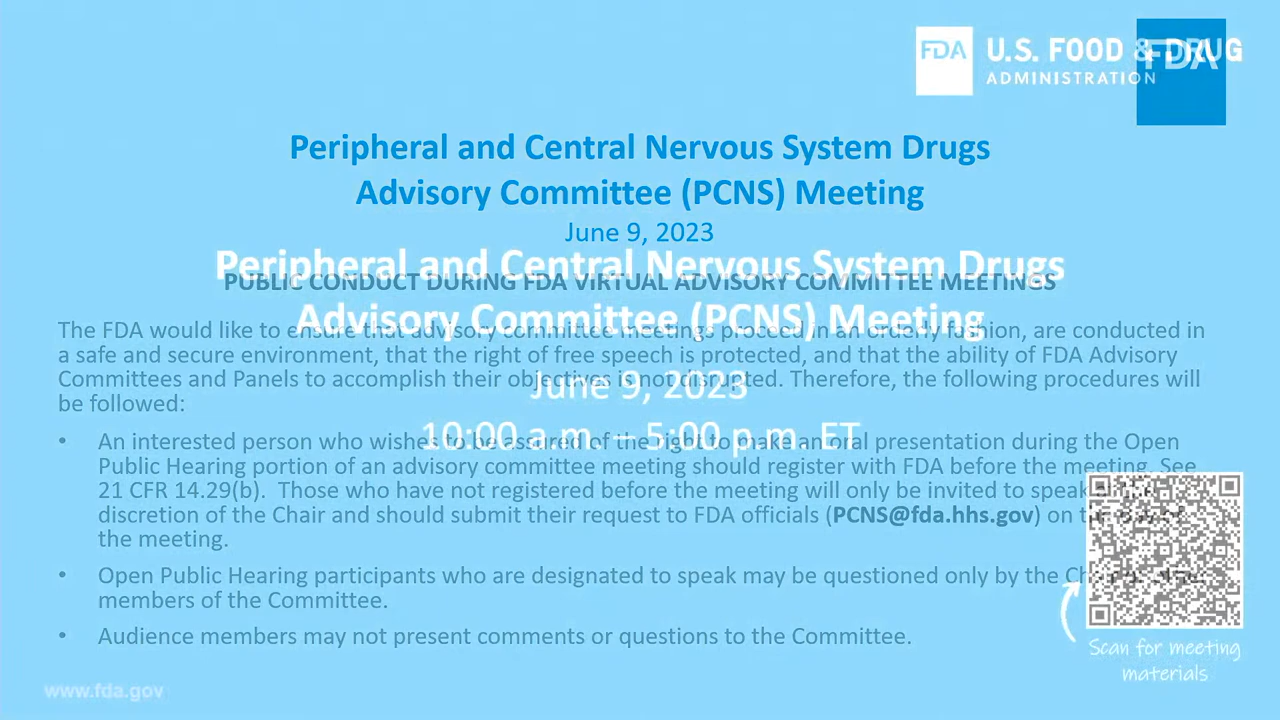 FDA U.S. FOOD & DRUG
ADMINISTRATION
FDA
Peripheral and Central Nervous System Drugs
Advisory Committee (PCNS) Meeting
June 9, 2023
Peripheral and Central Nervous System Drugs
PUBLIC CONDUCT DURING FDA VIRTUAL ADVISORY COMMITTEE MEETINGS
Advisory Committee (PCNS) Meeting
The FDA would like to ensure that advisory committee meetings proceed in an orderly fashion, are conducted in
a safe and secure environment, that the right of free speech is protected, and that the ability of FDA Advisory
Committees and Panels to accomplish their objectives is not disrupted. Therefore, the following procedures will
June 9, 2023
be followed:
10:00 a.m. – 5:00 p.m. ET
• An interested person who wishes to be assured of the right to make an oral presentation during the Open
Public Hearing portion of an advisory committee meeting should register with FDA before the meeting. See
21 CFR 14.29(b). Those who have not registered before the meeting will only be invited to speak
discretion of the Chair and should submit their request to FDA officials (PCNS@fda.hhs.gov) on
the meeting.
• Open Public Hearing participants who are designated to speak may be questioned only by the
members of the Committee.
• Audience members may not present comments or questions to the Committee.
Scan for meeting
materials
www.fda.gov